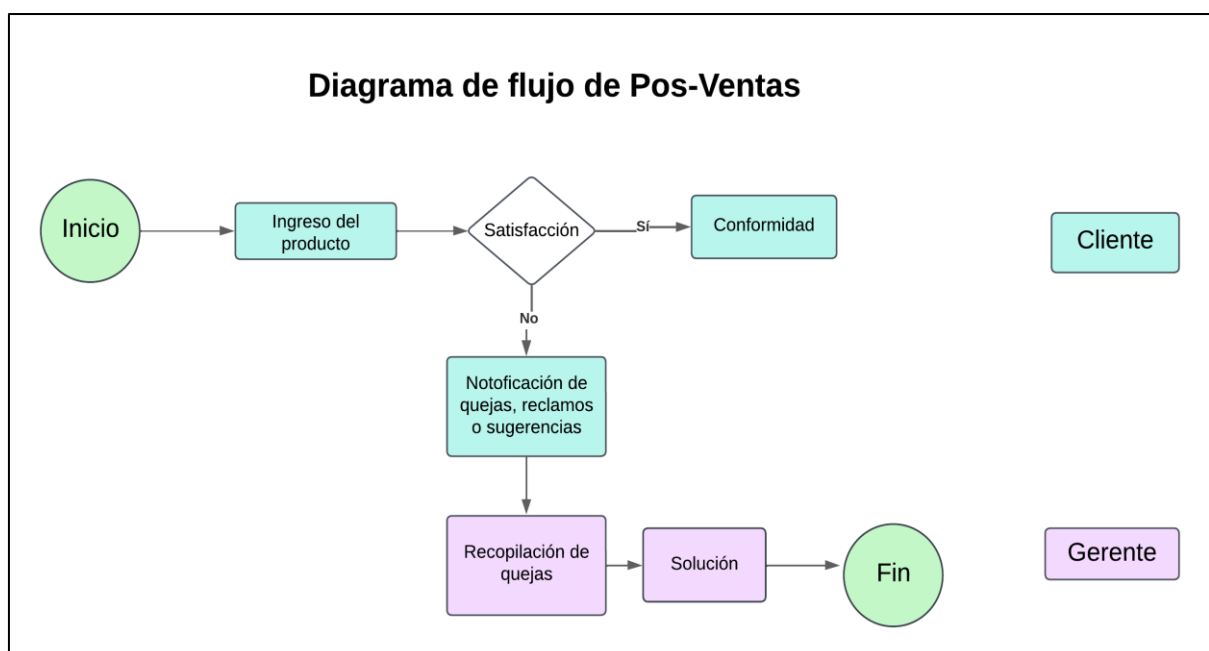 Diagrama de flujo de Pos-Ventas
Inicio
Ingreso del
producto
Satisfacción
Sí
Conformidad
Cliente
No
Notoficación de
quejas, reclamos
o sugerencias
Recopilación de
quejas
Solución
Fin
Gerente